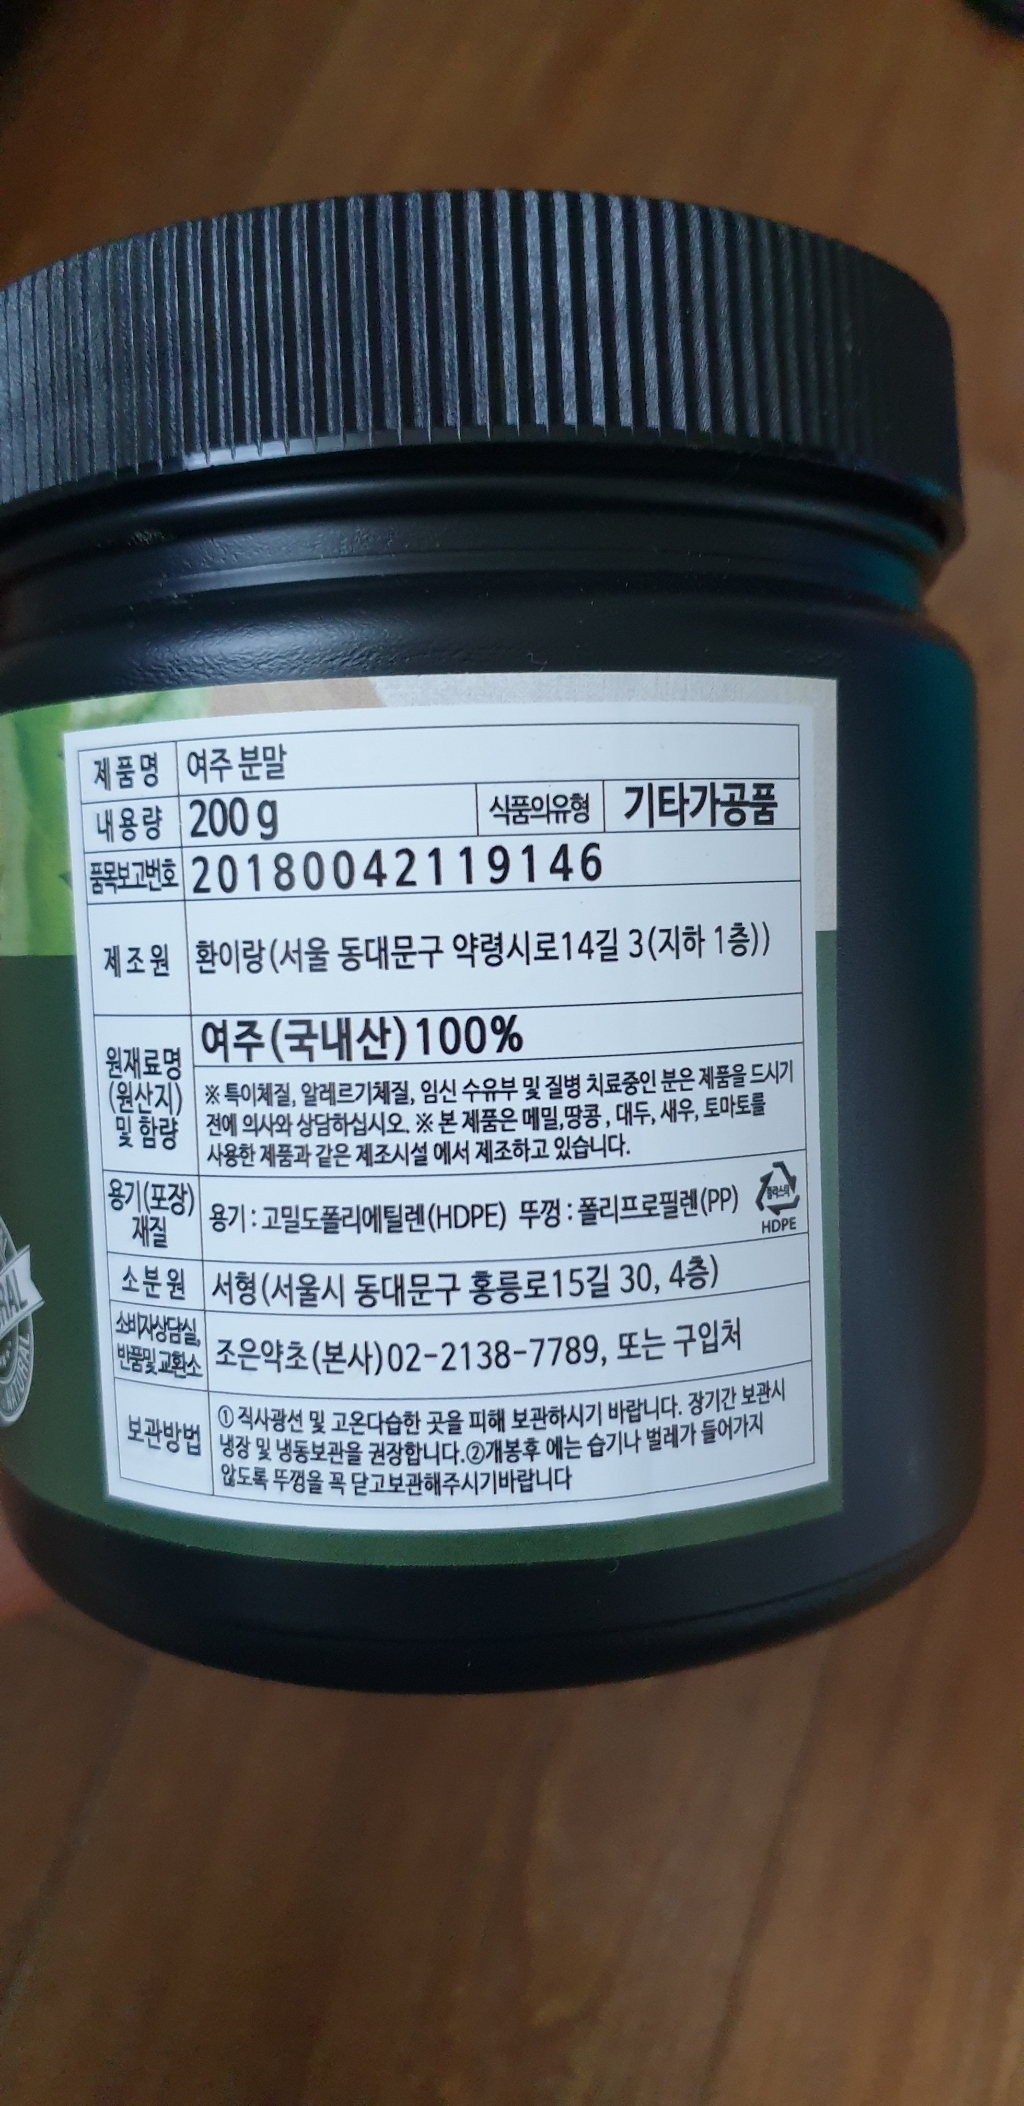 제품명 여주 분말
내용량 200 g 식품의유형 기타가공품
품목보고번호 20180042119146
제조원 환이랑(서울 동대문구 약령시로14길 3(지하 1층))
원재료명
(원산지)
및 함량
여주(국내산)100%
※ 특이체질, 알레르기체질, 임신 수유부 및 질병 치료중인 분은 제품을 드시기
전에 의사와 상담하십시오. ※ 본 제품은 메밀,땅콩, 대두, 새우, 토마토를
사용한 제품과 같은 제조시설 에서 제조하고 있습니다.
용기(포장)
재질
용기 : 고밀도폴리에틸렌(HDPE) 뚜껑 : 폴리프로필렌(PP)
플라스틱
HDPE
소분원 서형(서울시 동대문구 홍릉로15길 30, 4층)
소비자상담실,
반품및교환소
조은약초(본사)02-2138-7789, 또는 구입처
보관방법
① 직사광선 및 고온다습한 곳을 피해 보관하시기 바랍니다. 장기간 보관시
냉장 및 냉동보관을 권장합니다.②개봉후 에는 습기나 벌레가 들어가지
않도록 뚜껑을 꼭 닫고보관해주시기바랍니다